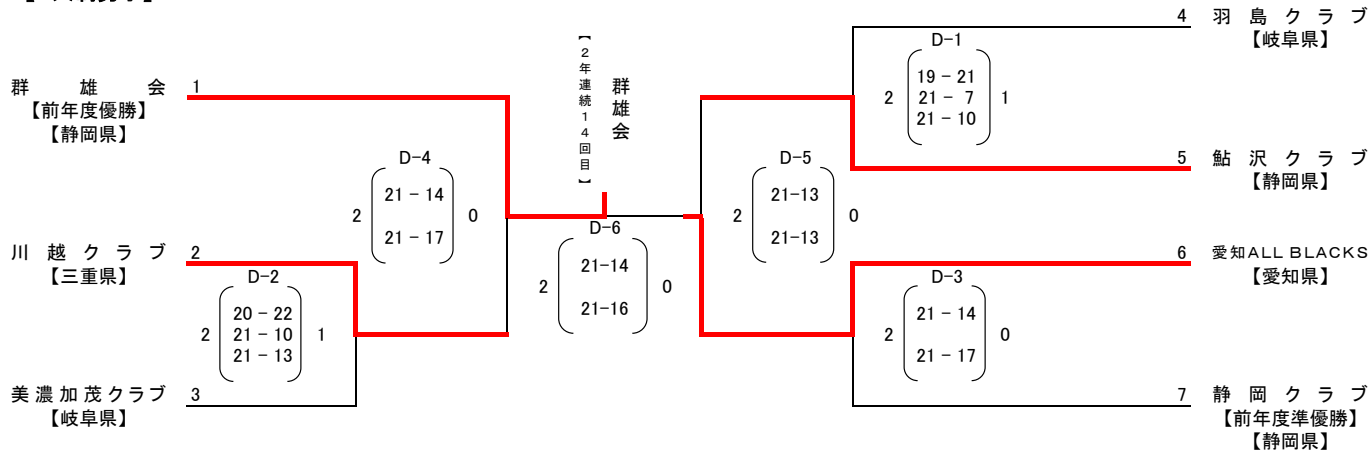 4 羽島クラブ
【岐阜県】
D-1
19 - 21
2 21 - 7 1
21 - 10
群雄会 1
【前年度優勝】
【静岡県】
【2年連続14回目】
群雄会
D-4
21 - 14
2 0
21 - 17
D-5
21-13
2 0
21-13
5 鮎沢クラブ
【静岡県】
川越クラブ 2
【三重県】
D-2
20 - 22
2 21 - 10 1
21 - 13
D-6
21-14
2 0
21-16
6 愛知ALL BLACKS
【愛知県】
D-3
21 - 14
2 0
21 - 17
美濃加茂クラブ 3
【岐阜県】
7 静岡クラブ
【前年度準優勝】
【静岡県】